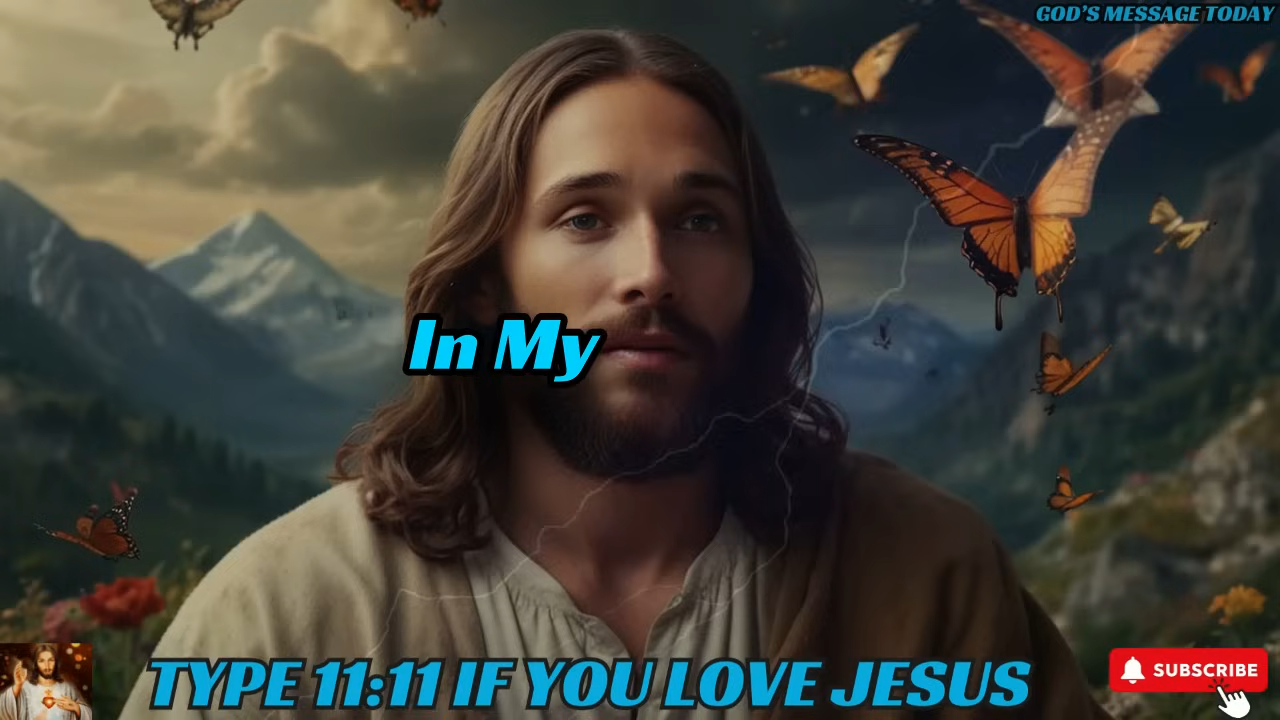 GOD'S MESSAGE TODAY
In My
TYPE 11:11 IF YOU LOVE JESUS
SUBSCRIBE